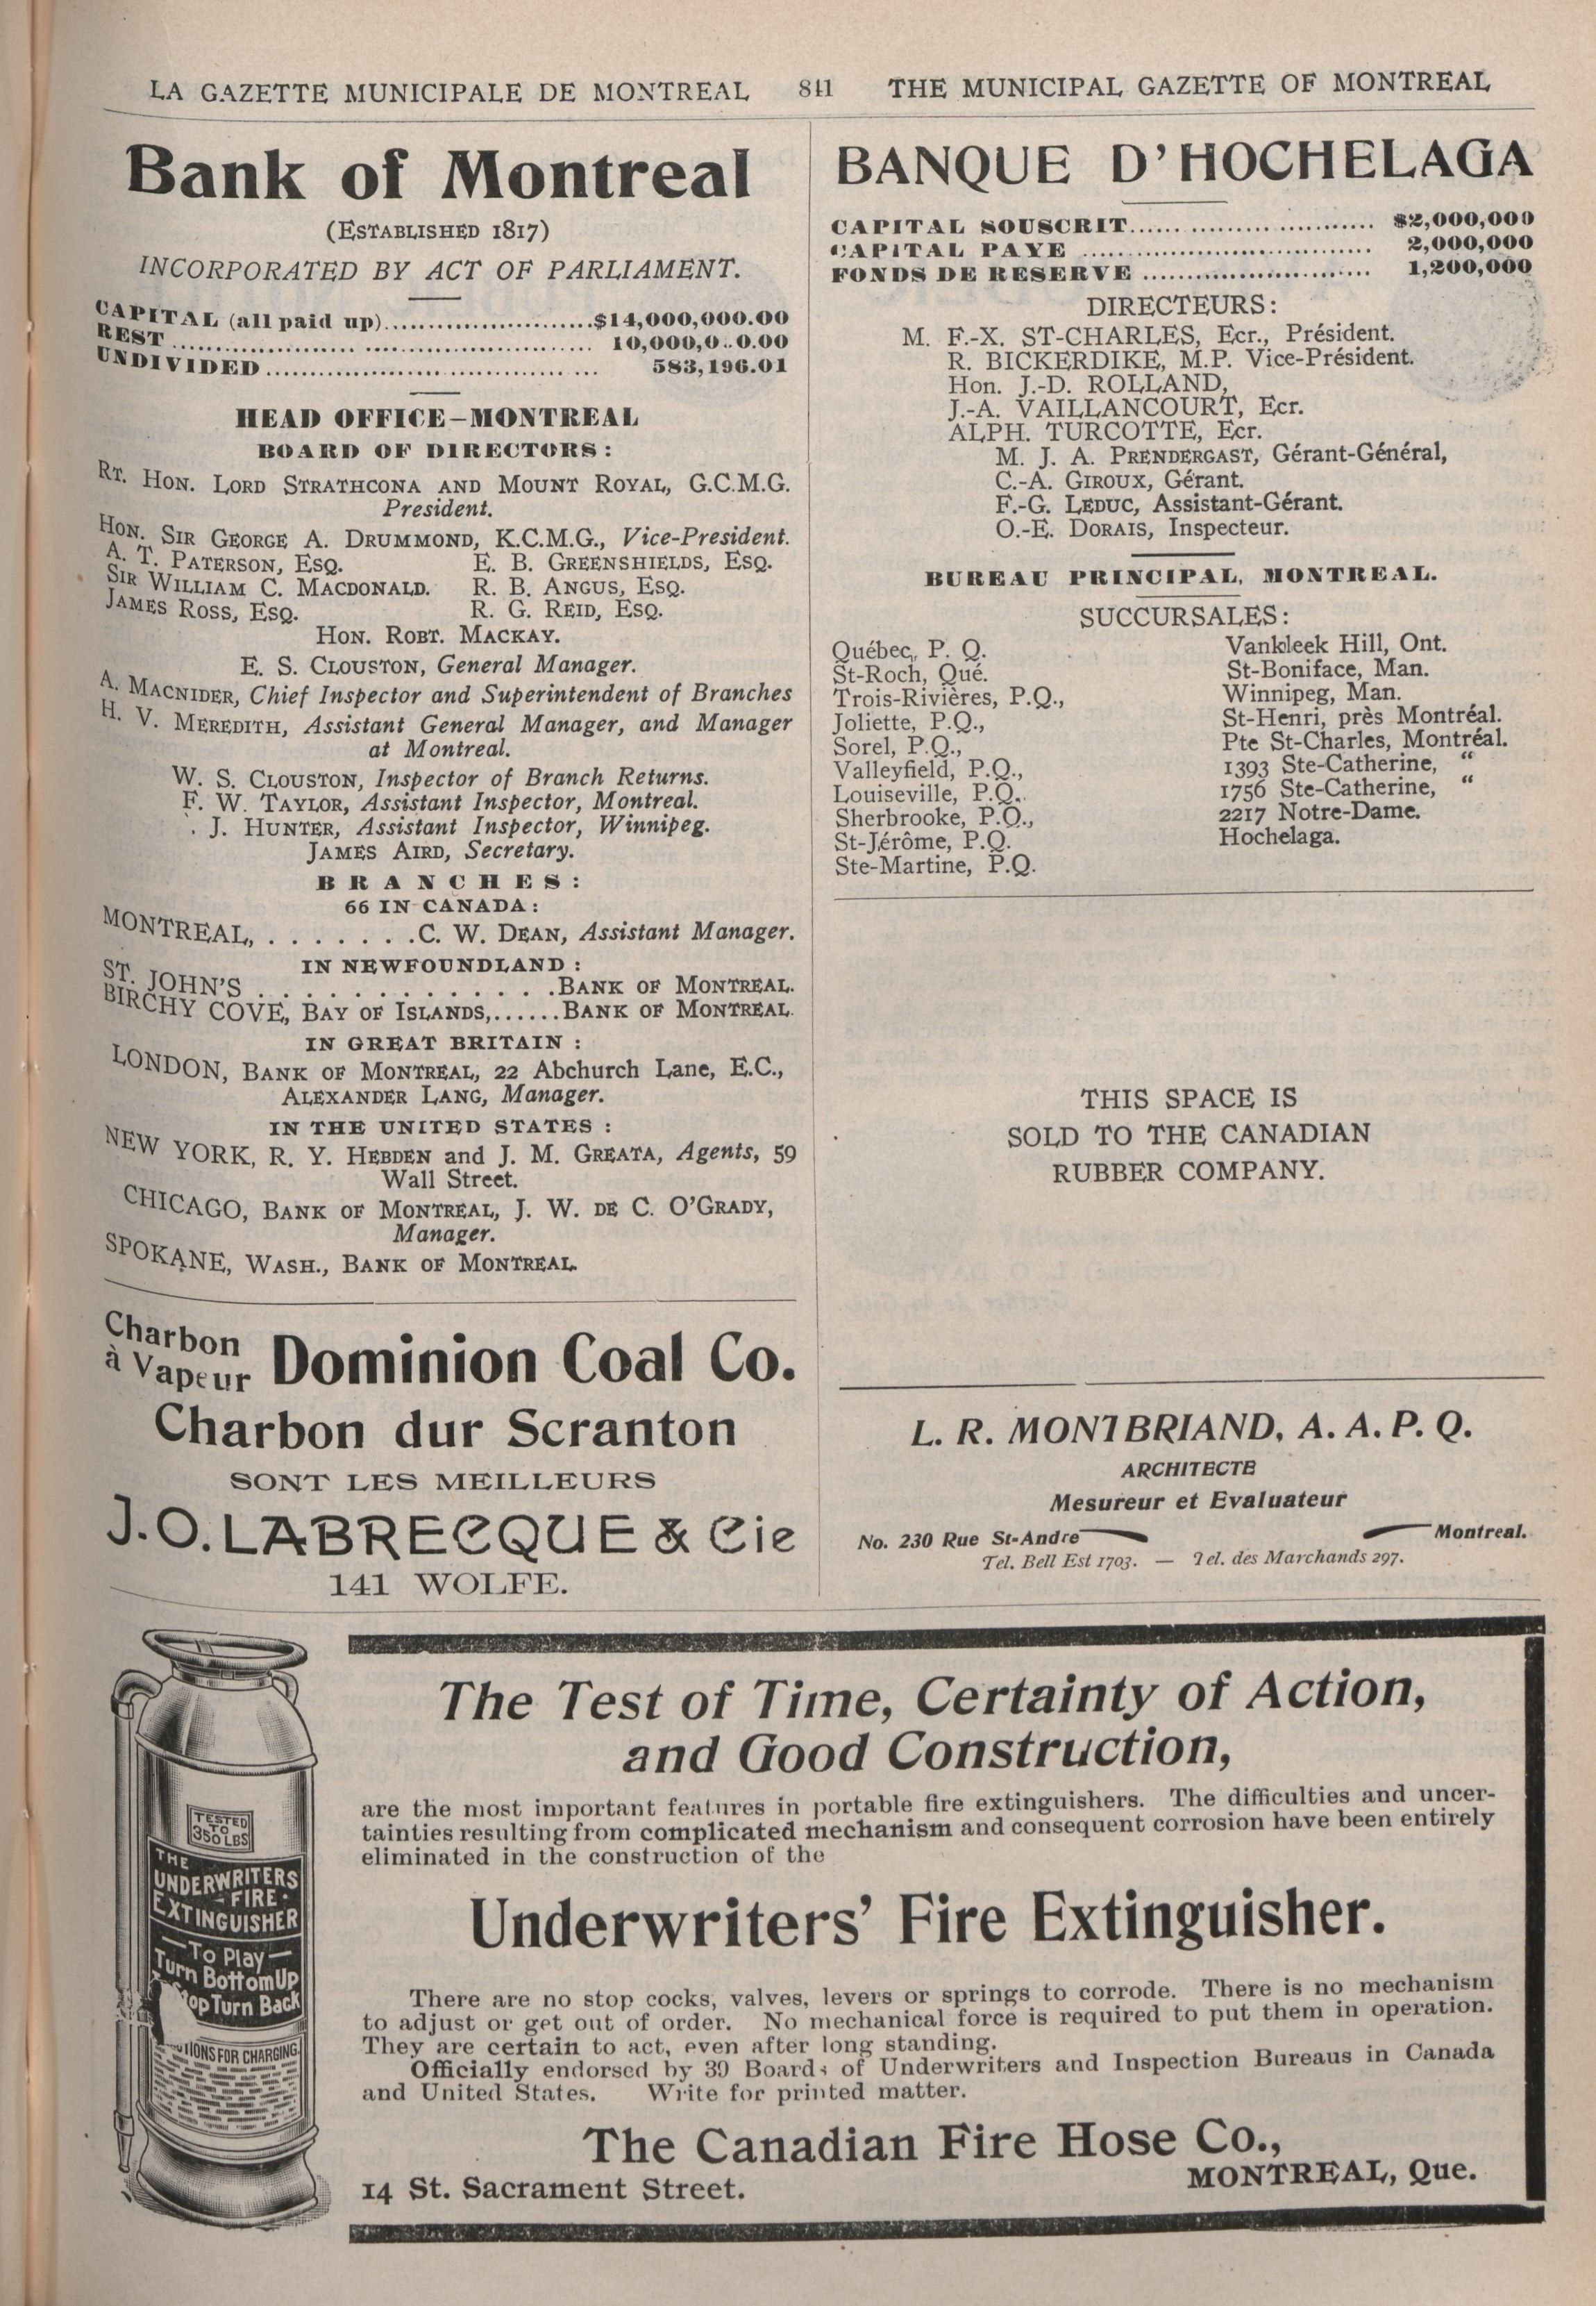 LA GAZETTE MUNICIPALE DE MONTREAL 841 THE MUNICIPAL GAZETTE OF MONTREAL
Bank of Montreal
(ESTABLISHED 1817)
INCORPORATED BY ACT OF PARLIAMENT.
CAPITAL (all paid up)........................$14,000,000.00
REST ........................................ 10,000,0..0.00
UNDIVIDED .................................... 583,196.01
HEAD OFFICE—MONTREAL
BOARD OF DIRECTORS:
RT. HON. LORD STRATHCONA AND MOUNT ROYAL, G.C.M.G.
President.
HON. SIR GEORGE A. DRUMMOND, K.C.M.G., Vice-President.
A. T. PATERSON, ESQ. E. B. GREENSHIELDS, ESQ.
SIR WILLIAM C. MACDONALD. R. B. ANGUS, ESQ.
JAMES ROSS, ESQ. R. G. REID, ESQ.
HON. ROBT. MACKAY.
E. S. CLOUSTON, General Manager.
A. MACNIDER, Chief Inspector and Superintendent of Branches
H. V. MEREDITH, Assistant General Manager, and Manager
at Montreal.
W. S. CLOUSTON, Inspector of Branch Returns.
F. W. TAYLOR, Assistant Inspector, Montreal.
J. HUNTER, Assistant Inspector, Winnipeg.
JAMES AIRD, Secretary.
BRANCHES:
66 IN CANADA:
MONTREAL, . . . . . . . .C. W. DEAN, Assistant Manager.
IN NEWFOUNDLAND :
ST. JOHN'S . . . . . . . . . . . . . .BANK OF MONTREAL.
BIRCHY COVE, BAY OF ISLANDS,......BANK OF MONTREAL.
IN GREAT BRITAIN :
LONDON, BANK OF MONTREAL, 22 Abchurch Lane, E.C.,
ALEXANDER LANG, Manager.
IN THE UNITED STATES :
NEW YORK, R. Y. HEBDEN and J. M. GREATA, Agents, 59
Wall Street.
CHICAGO, BANK OF MONTREAL, J. W. DE C. O'GRADY,
Manager.
SPOKANE, WASH., BANK OF MONTREAL.
Charbon
à Vapeur Dominion Coal Co.
Charbon dur Scranton
SONT LES MEILLEURS
J.O. LABRECQUE & Cie
141 WOLFE.
BANQUE D'HOCHELAGA
CAPITAL SOUSCRIT............................ $2,000,000
CAPITAL PAYE ................................ 2,000,000
FONDS DE RESERVE ......................... 1,200,000
DIRECTEURS:
M. F.-X. ST-CHARLES, Ecr., Président.
R. BICKERDIKE, M.P. Vice-Président.
Hon. J.-D. ROLLAND,
J.-A. VAILLANCOURT, Ecr.
ALPH. TURCOTTE, Ecr.
M. J. A. PRENDERGAST, Gérant-Général,
C.-A. GIROUX, Gérant.
F.-G. LEDUC, Assistant-Gérant.
O.-E. DORAIS, Inspecteur.
BUREAU PRINCIPAL, MONTREAL.
SUCCURSALES:
Québec, P. Q. Vankleek Hill, Ont.
St-Roch, Qué. St-Boniface, Man.
Trois-Rivières, P.Q., Winnipeg, Man.
Joliette, P.Q., St-Henri, près Montréal.
Sorel, P.Q., Pte St-Charles, Montréal.
Valleyfield, P.Q., 1393 Ste-Catherine, "
Louiseville, P.Q. 1756 Ste-Catherine, "
Sherbrooke, P.Q., 2217 Notre-Dame.
St-Jérôme, P.Q. Hochelaga.
Ste-Martine, P.Q.
THIS SPACE IS
SOLD TO THE CANADIAN
RUBBER COMPANY.
L. R. MONTBRIAND, A. A. P. Q.
ARCHITECTE
Mesureur et Evaluateur
No. 230 Rue St-Andre Montreal.
Tel. Bell Est 1703. — Tel. des Marchands 297.
TESTED
TO
350 LBS
THE
UNDERWRITERS
FIRE
EXTINGUISHER
To Play
Turn Bottom Up
Turn Back
FOR CHARGING
The Test of Time, Certainty of Action,
and Good Construction,
are the most important features in portable fire extinguishers. The difficulties and uncer-
tainties resulting from complicated mechanism and consequent corrosion have been entirely
eliminated in the construction of the
Underwriters' Fire Extinguisher.
There are no stop cocks, valves, levers or springs to corrode. There is no mechanism
to adjust or get out of order. No mechanical force is required to put them in operation.
They are certain to act, even after long standing.
Officially endorsed by 39 Boards of Underwriters and Inspection Bureaus in Canada
and United States. Write for printed matter.
The Canadian Fire Hose Co.,
14 St. Sacrament Street. MONTREAL, Que.